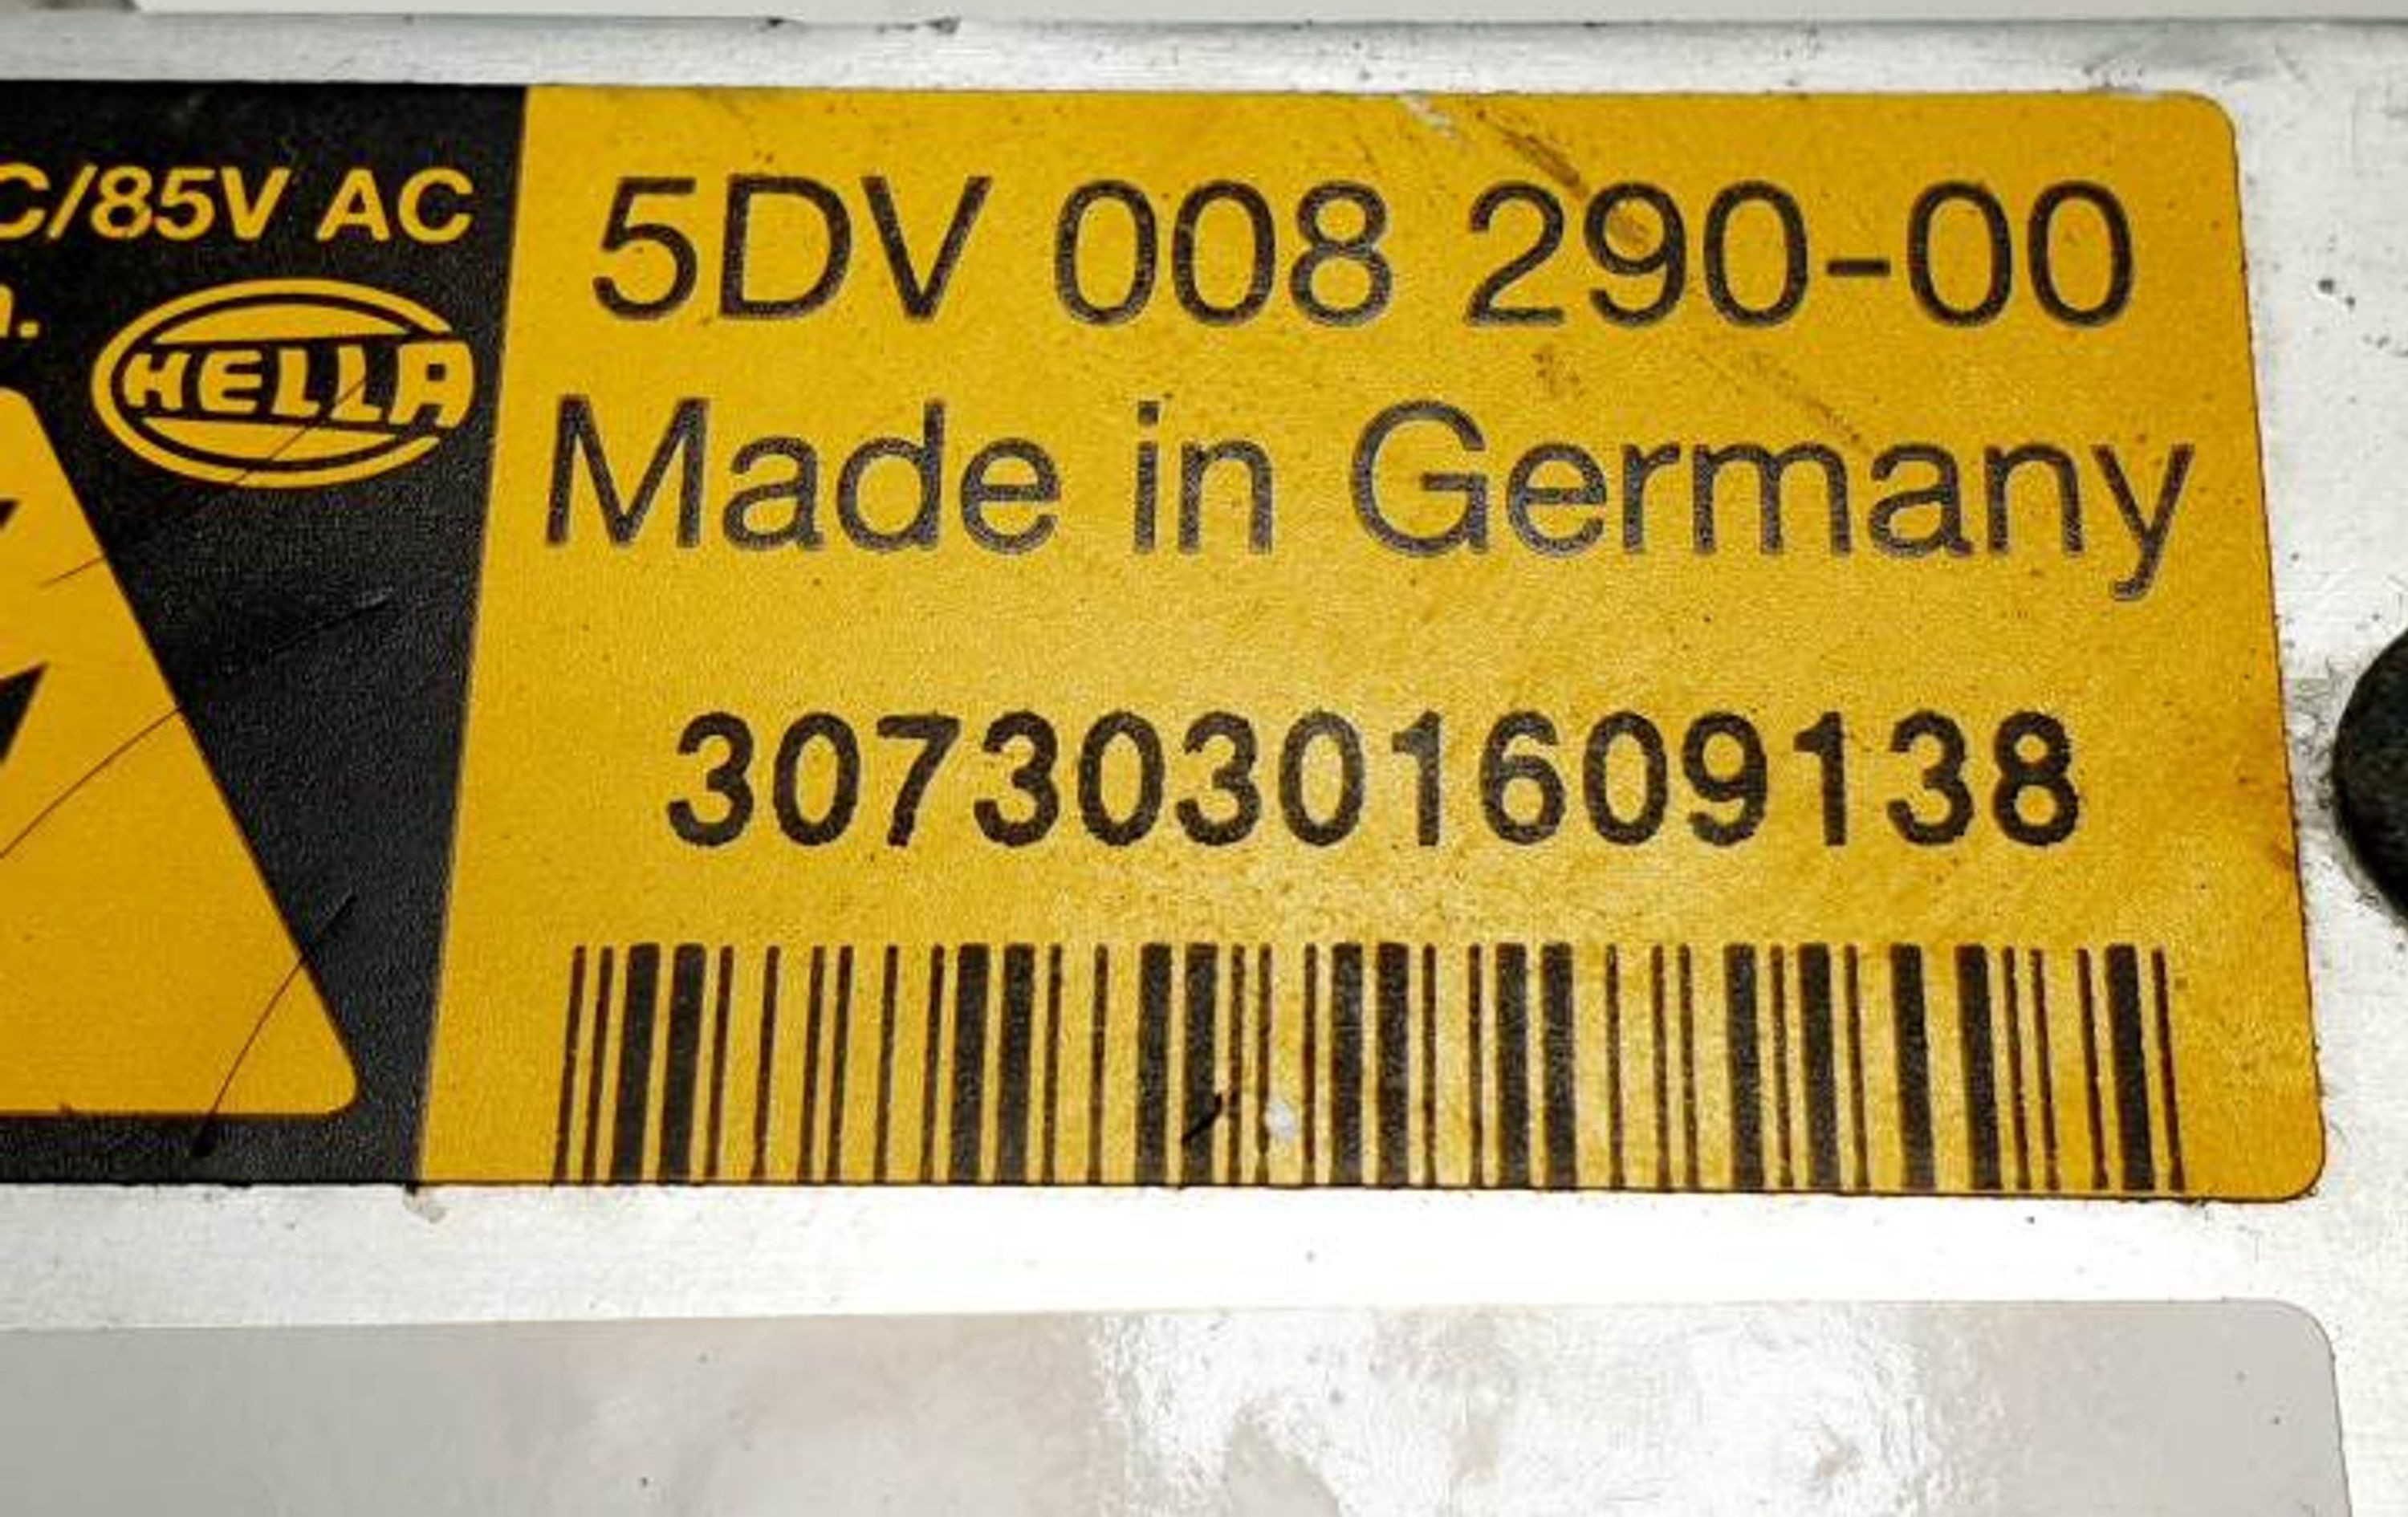 C/85V AC
HELLA
5DV 008 290-00
Made in Germany
30730301609138